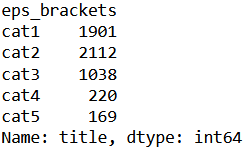 eps_brackets
cat1    1901
cat2    2112
cat3    1038
cat4     220
cat5     169
Name: title, dtype: int64